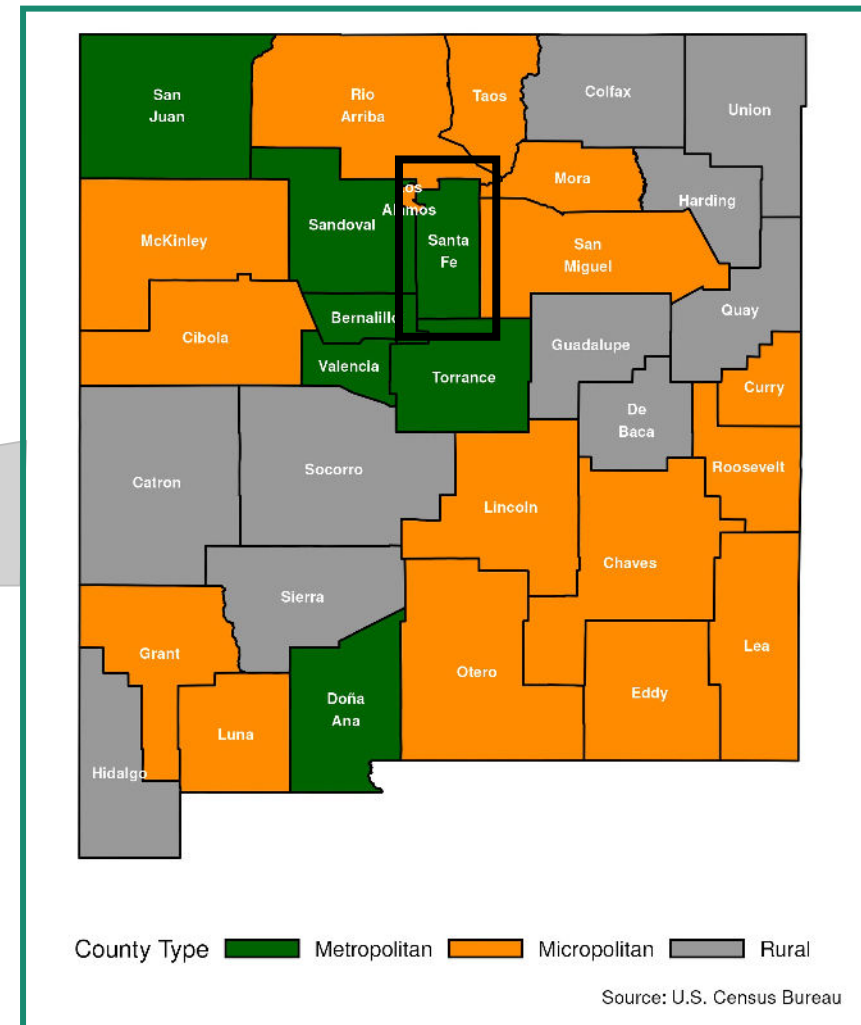 San
Juan
Rio
Arriba
Taos
Colfax
Union
Mora
Harding
Los
Alamos
McKinley
Sandoval
Santa
Fe
San
Miguel
Bernalillo
Quay
Cibola
Valencia
Torrance
Guadalupe
Curry
De
Baca
Roosevelt
Catron
Socorro
Lincoln
Chaves
Sierra
Grant
Otero
Lea
Eddy
Doña
Ana
Luna
Hidalgo
County Type Metropolitan Micropolitan Rural
Source: U.S. Census Bureau